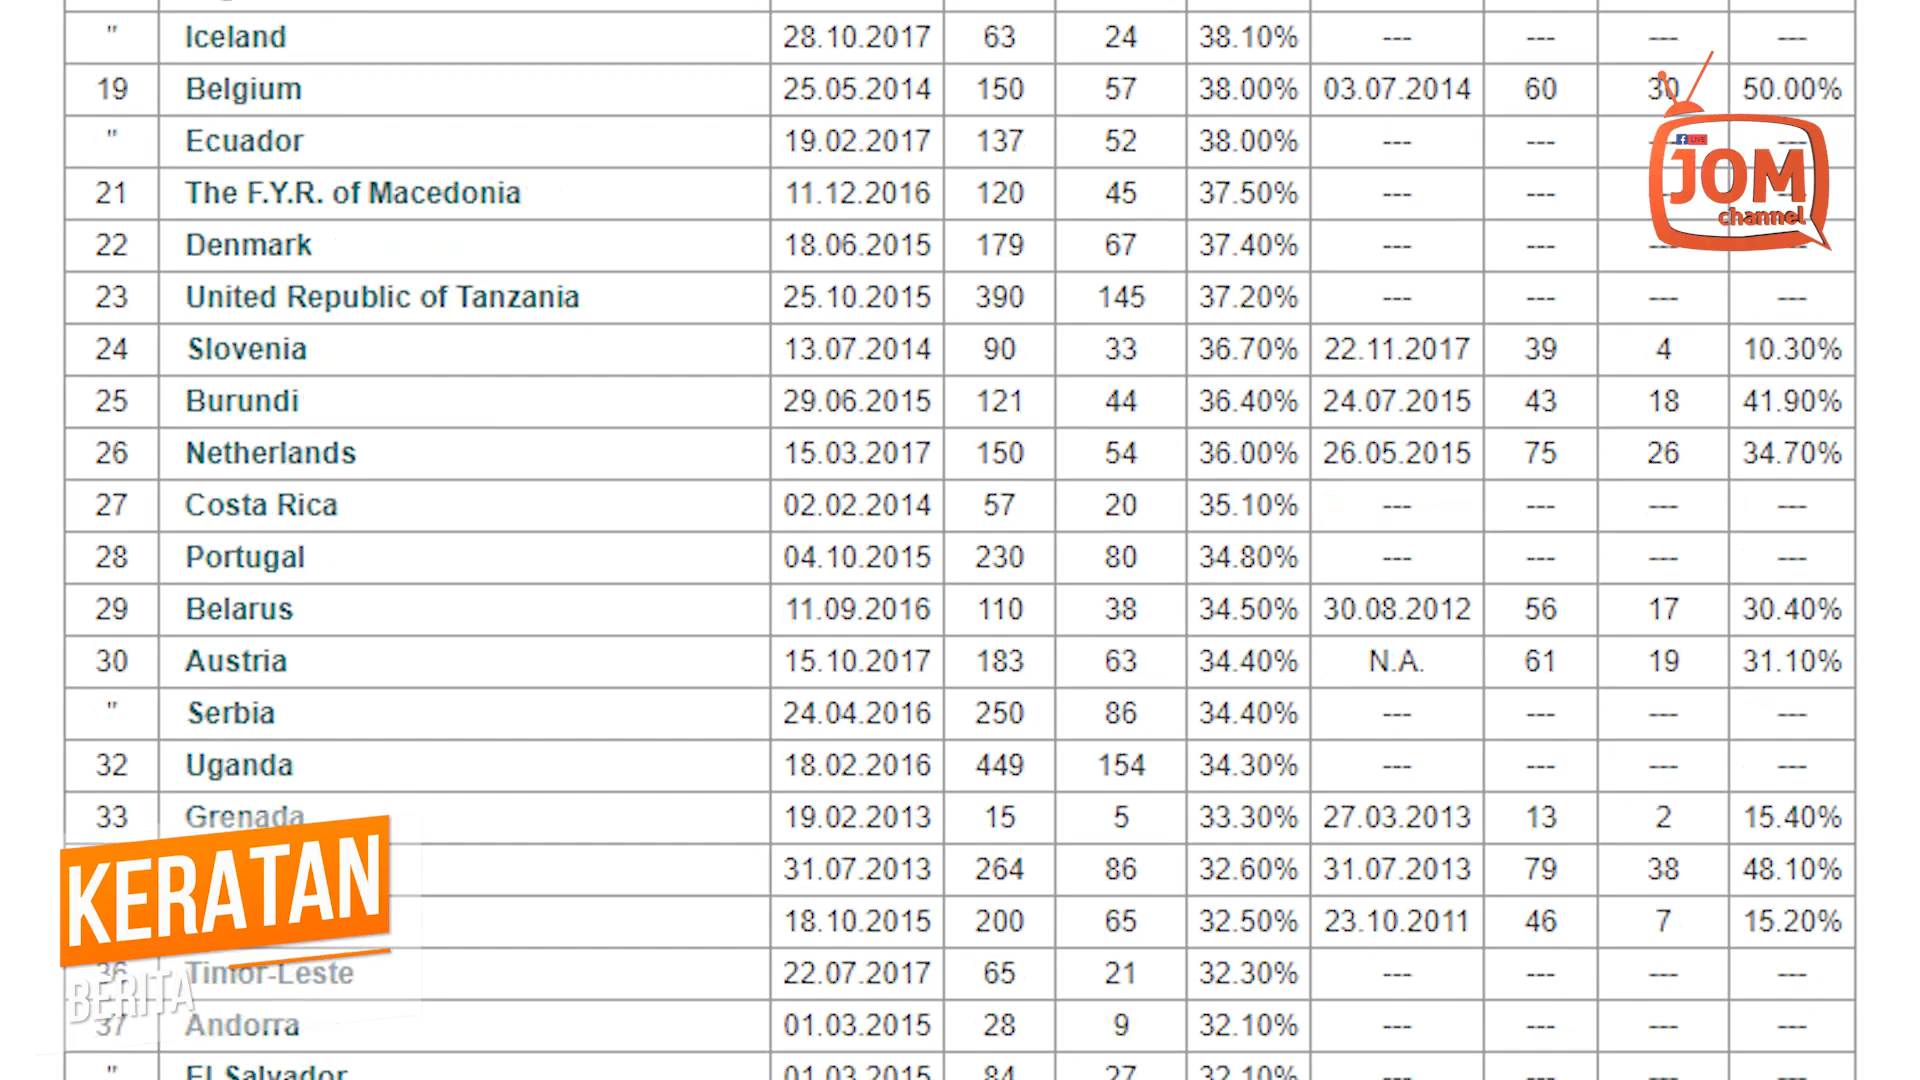 " Iceland 28.10.2017 63 24 38.10% --- --- --- ---
19 Belgium 25.05.2014 150 57 38.00% 03.07.2014 60 30 50.00%
" Ecuador 19.02.2017 137 52 38.00% --- ---
21 The F.Y.R. of Macedonia 11.12.2016 120 45 37.50% --- ---
22 Denmark 18.06.2015 179 67 37.40% --- --- --- ---
23 United Republic of Tanzania 25.10.2015 390 145 37.20% --- --- --- ---
24 Slovenia 13.07.2014 90 33 36.70% 22.11.2017 39 4 10.30%
25 Burundi 29.06.2015 121 44 36.40% 24.07.2015 43 18 41.90%
26 Netherlands 15.03.2017 150 54 36.00% 26.05.2015 75 26 34.70%
27 Costa Rica 02.02.2014 57 20 35.10% --- --- --- ---
28 Portugal 04.10.2015 230 80 34.80% --- --- --- ---
29 Belarus 11.09.2016 110 38 34.50% 30.08.2012 56 17 30.40%
30 Austria 15.10.2017 183 63 34.40% N.A. 61 19 31.10%
" Serbia 24.04.2016 250 86 34.40% --- --- --- ---
32 Uganda 18.02.2016 449 154 34.30% --- --- --- ---
33 Grenada 19.02.2013 15 5 33.30% 27.03.2013 13 2 15.40%
31.07.2013 264 86 32.60% 31.07.2013 79 38 48.10%
18.10.2015 200 65 32.50% 23.10.2011 46 7 15.20%
36 Timor-Leste 22.07.2017 65 21 32.30% --- --- --- ---
37 Andorra 01.03.2015 28 9 32.10% --- --- --- ---
" El Salvador 01.03.2015 84 27 32.10% --- --- --- ---
LIVE
JOM
channel
KERATAN
BERITA